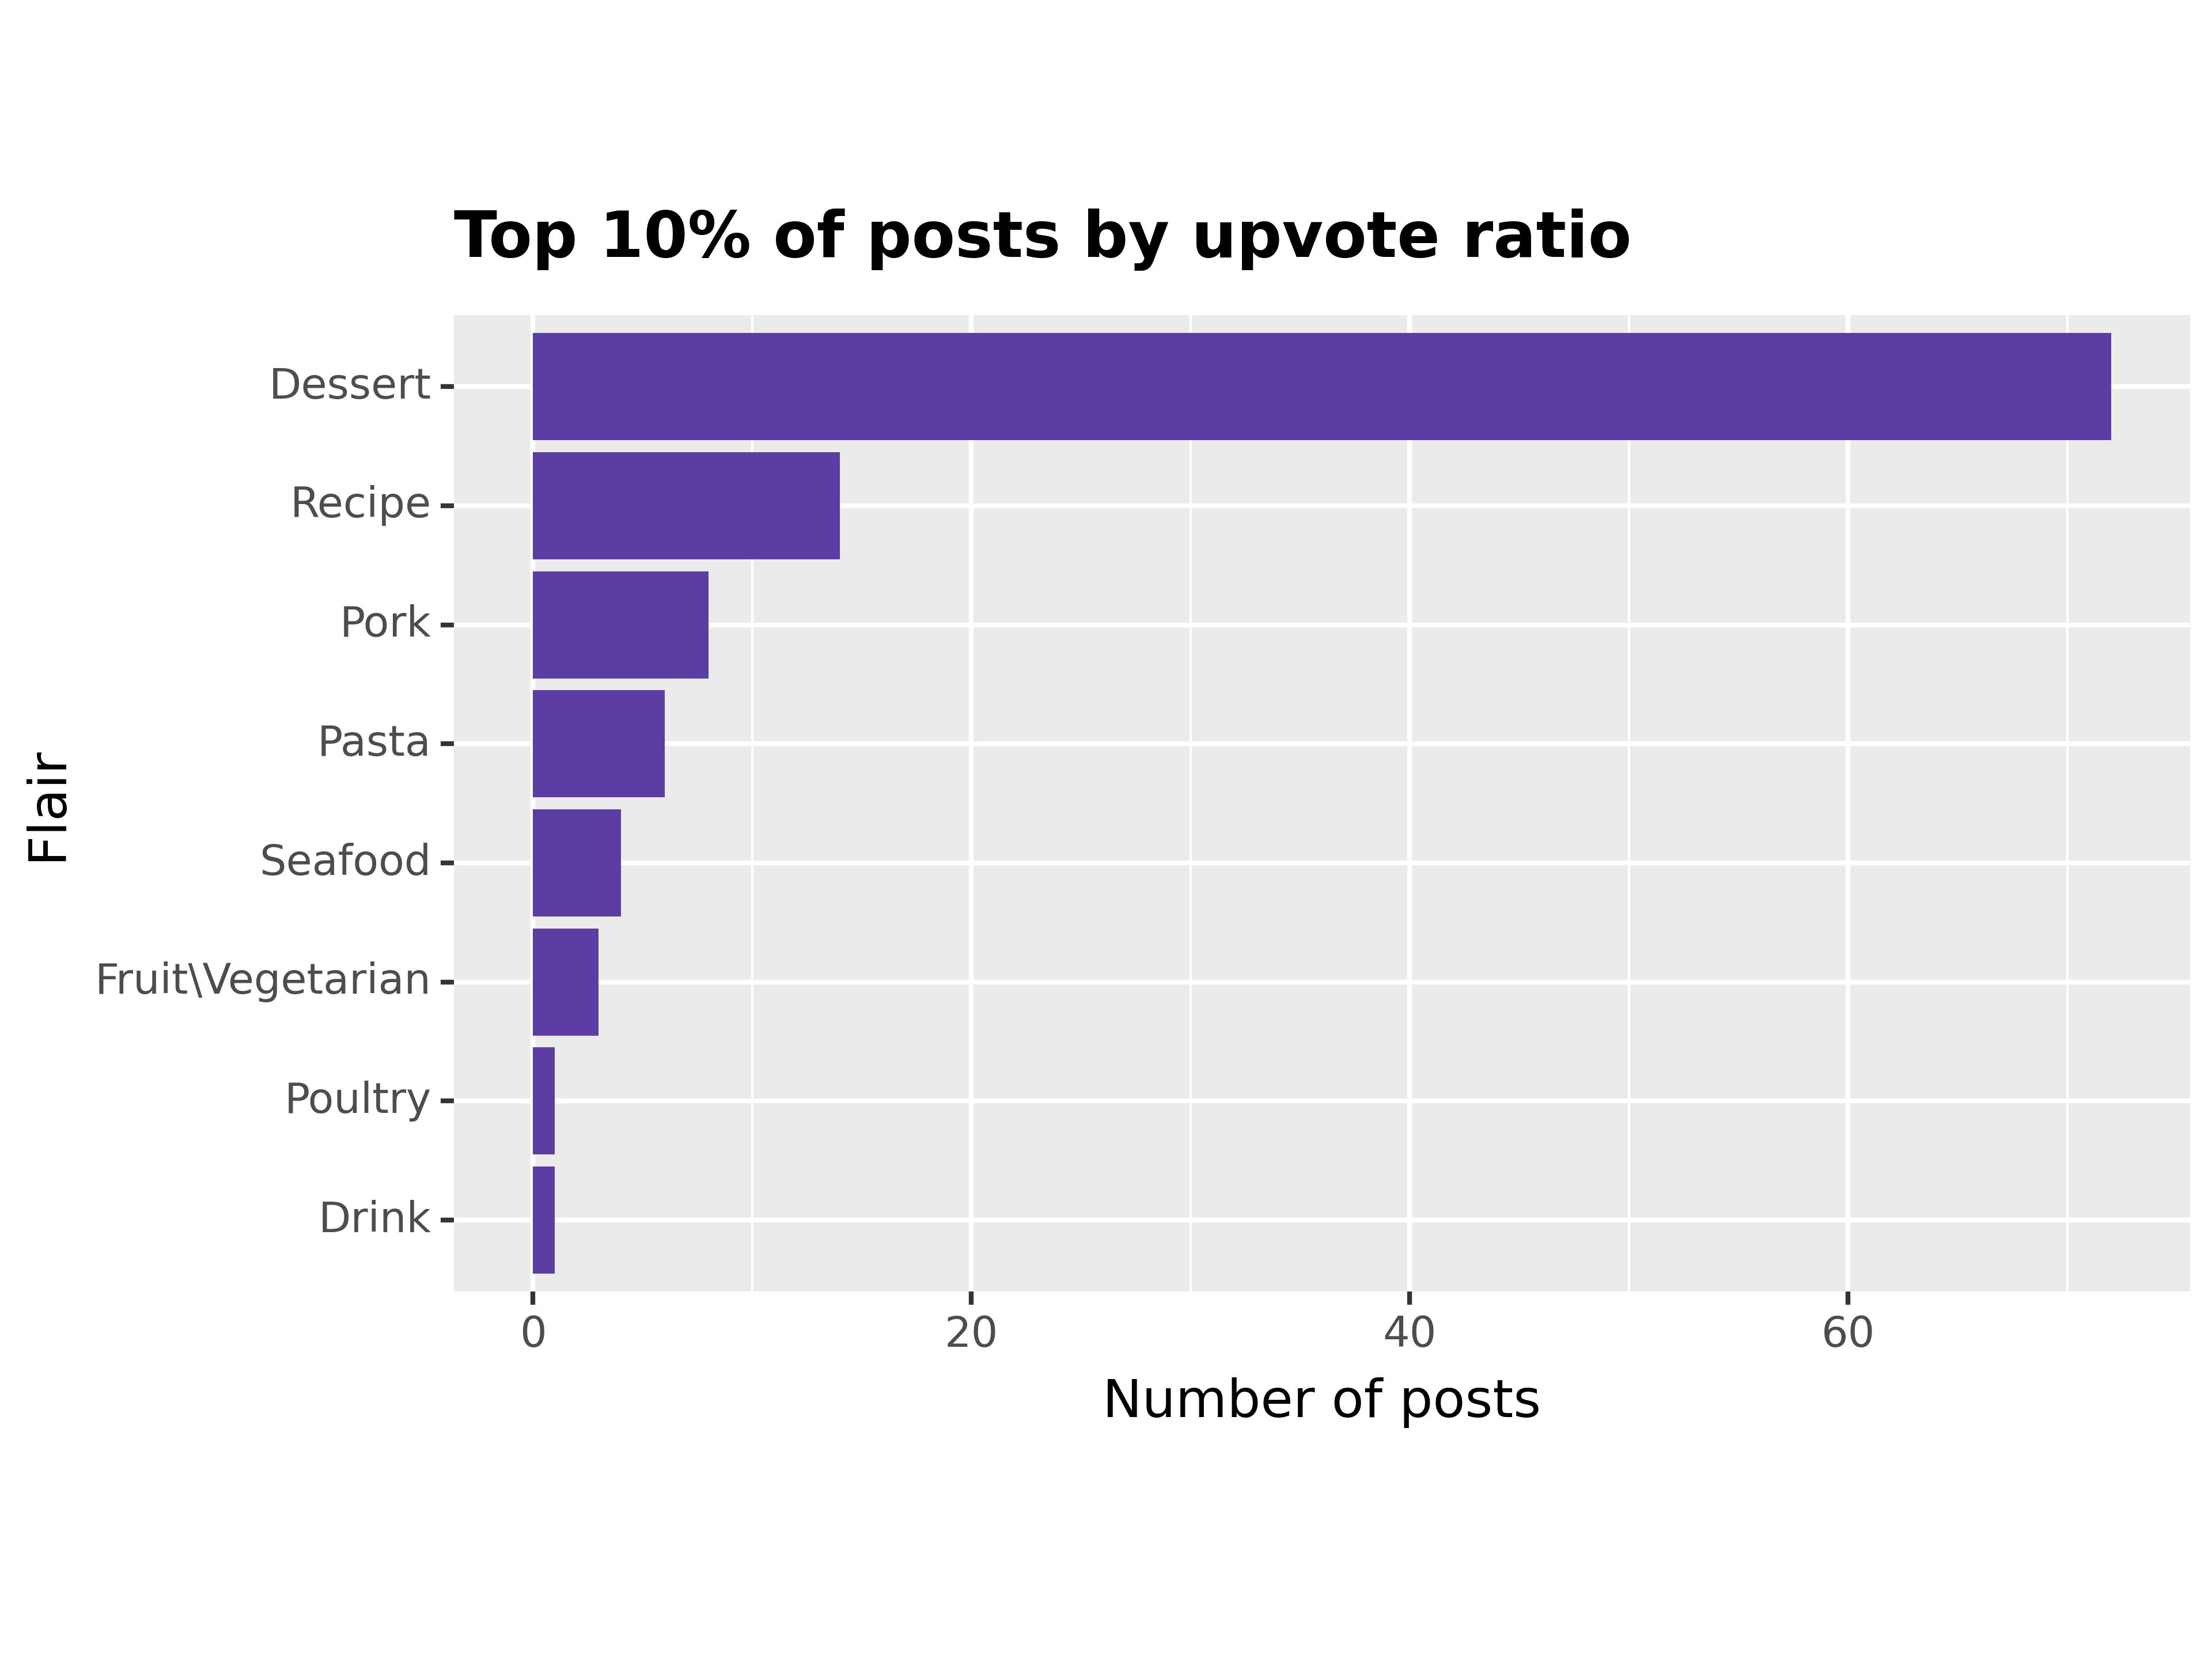 Top 10% of posts by upvote ratio
Flair
Dessert
Recipe
Pork
Pasta
Seafood
Fruit\Vegetarian
Poultry
Drink
0 20 40 60
Number of posts